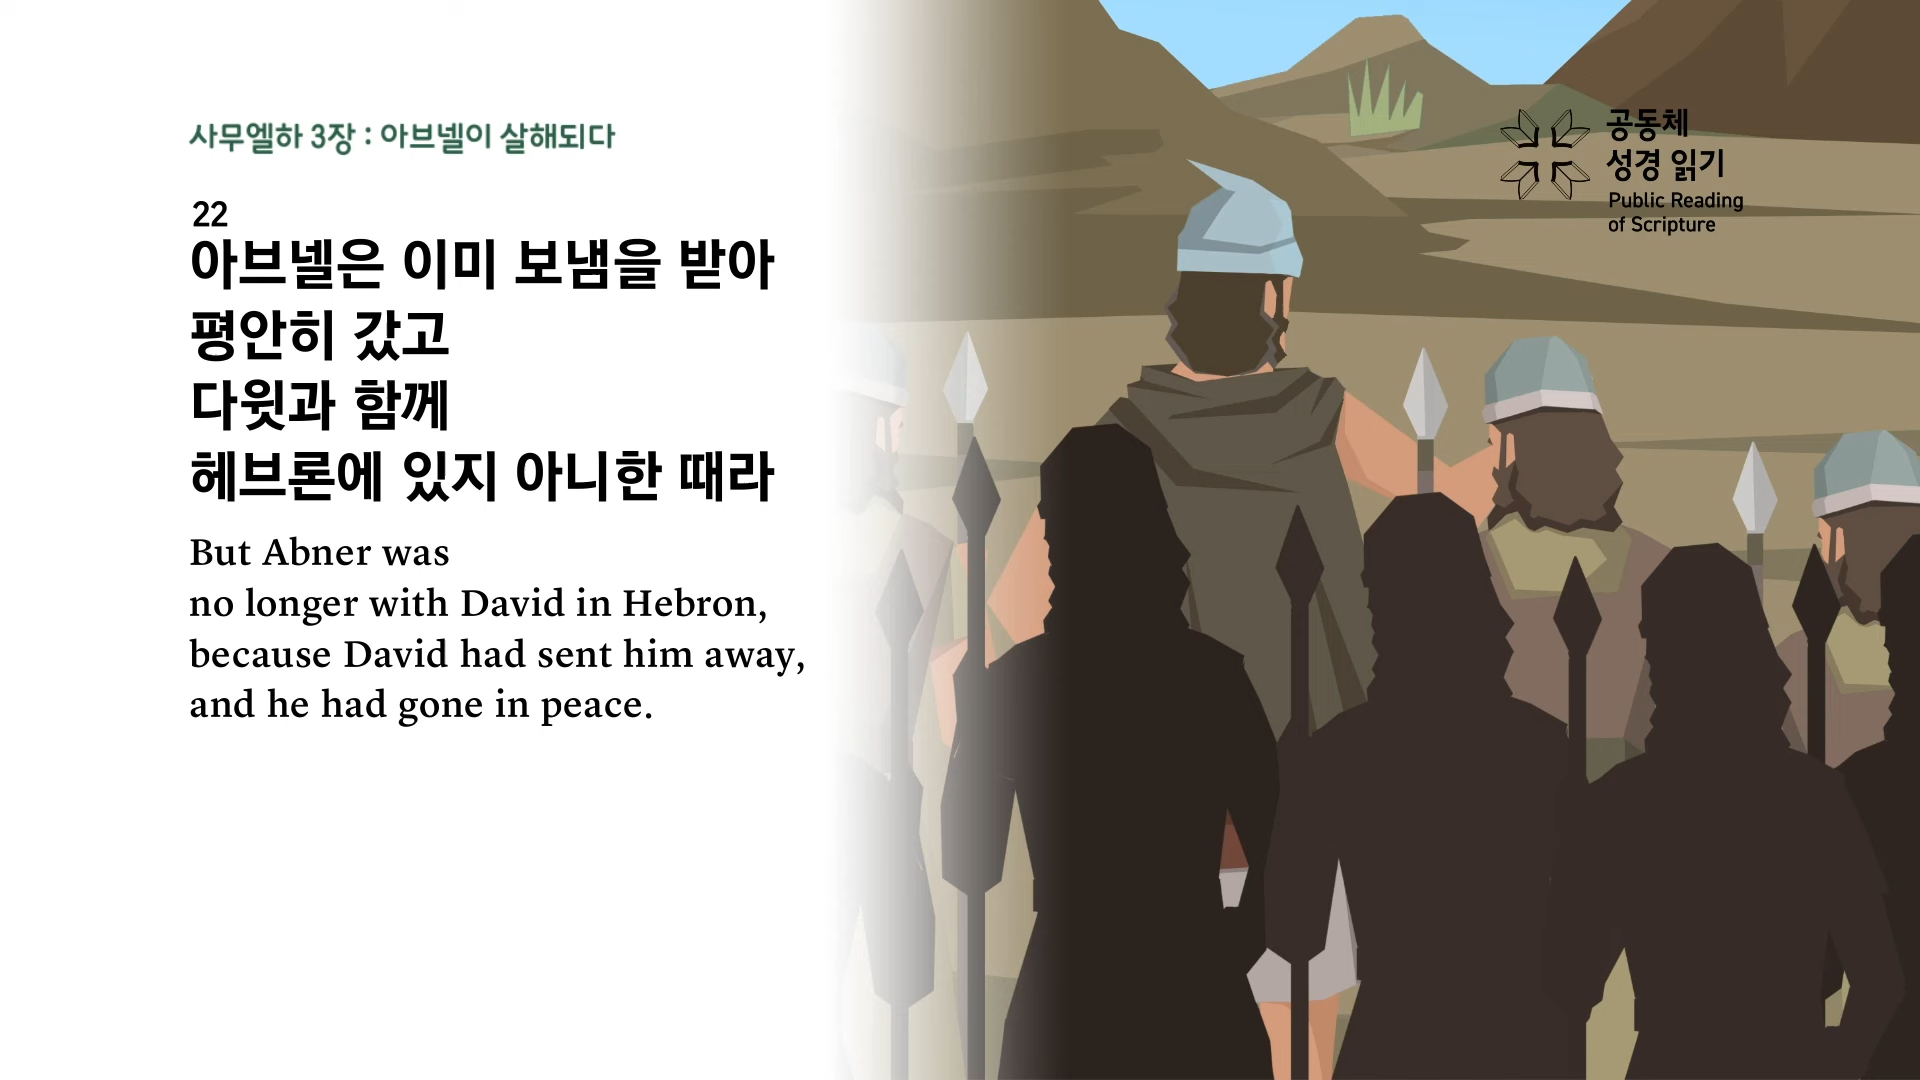 사무엘하 3장 : 아브넬이 살해되다
22
아브넬은 이미 보냄을 받아
평안히 갔고
다윗과 함께
헤브론에 있지 아니한 때라
But Abner was
no longer with David in Hebron,
because David had sent him away,
and he had gone in peace.
공동체
성경 읽기
Public Reading
of Scripture